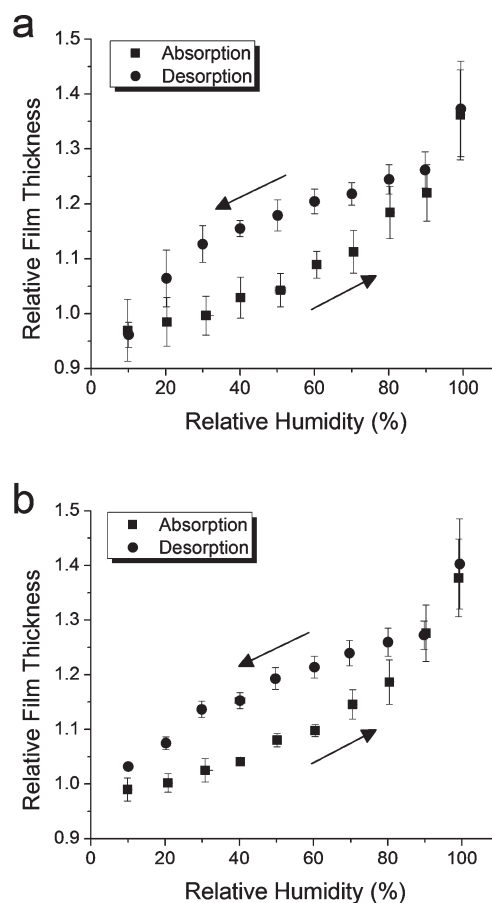 a
1.5
1.4
1.3
1.2
1.1
1.0
0.9
Relative Film Thickness
Absorption
Desorption
0 20 40 60 80 100
Relative Humidity (%)
b
1.5
1.4
1.3
1.2
1.1
1.0
0.9
Relative Film Thickness
Absorption
Desorption
0 20 40 60 80 100
Relative Humidity (%)